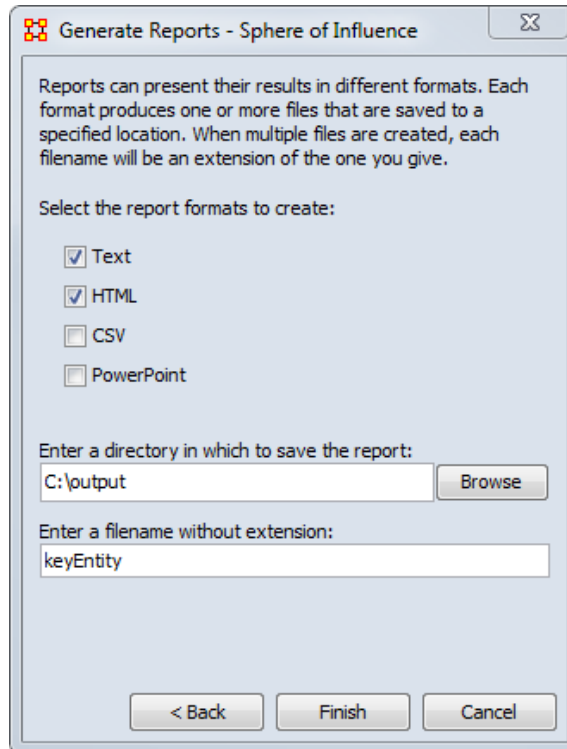 Generate Reports - Sphere of Influence
Reports can present their results in different formats. Each
format produces one or more files that are saved to a
specified location. When multiple files are created, each
filename will be an extension of the one you give.
Select the report formats to create:
Text
HTML
CSV
PowerPoint
Enter a directory in which to save the report:
C:\output
Browse
Enter a filename without extension:
keyEntity
< Back
Finish
Cancel